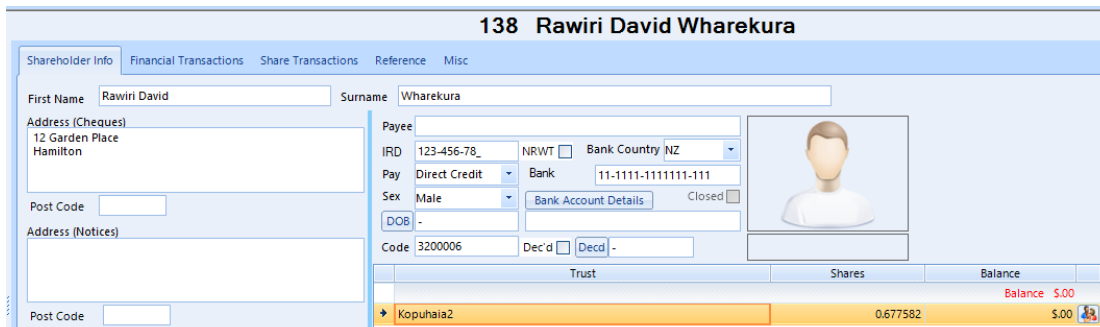 138 Rawiri David Wharekura
Shareholder Info Financial Transactions Share Transactions Reference Misc
First Name Rawiri David Surname Wharekura
Address (Cheques)
12 Garden Place
Hamilton
Post Code
Address (Notices)
Post Code
Payee
IRD 123-456-78_ NRWT Bank Country NZ
Pay Direct Credit Bank 11-1111-1111111-111
Sex Male Bank Account Details Closed
DOB -
Code 3200006 Dec'd Decd -
Trust Shares Balance
Balance $.00
Kopuhaia2 0.677582 $.00